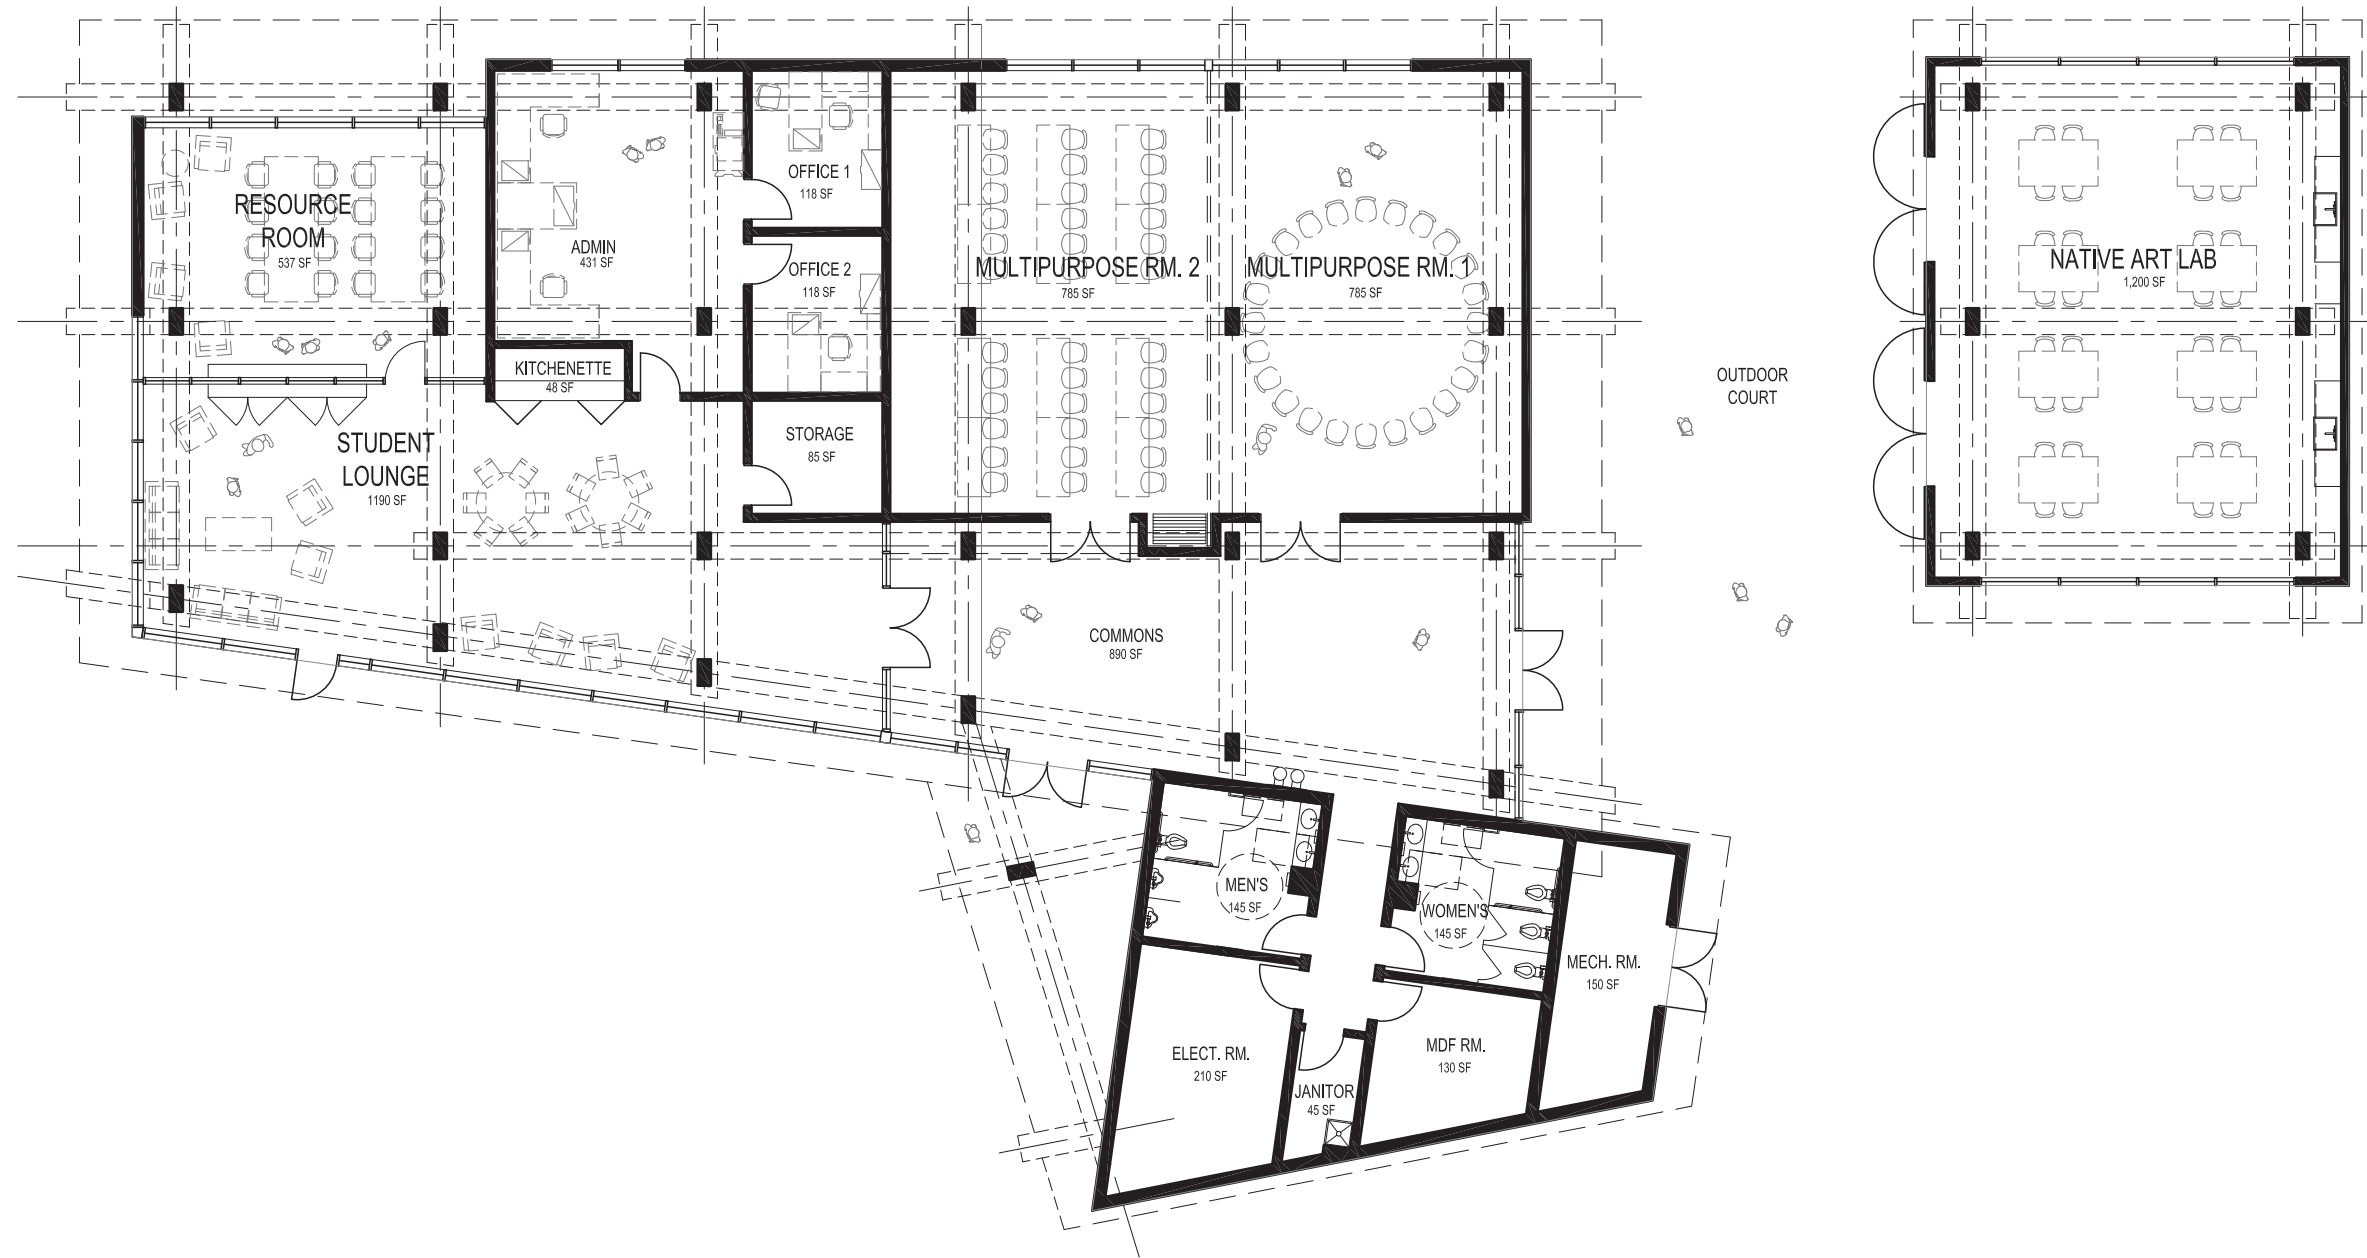 RESOURCE
ROOM
537 SF
ADMIN
431 SF
OFFICE 1
118 SF
OFFICE 2
118 SF
KITCHENETTE
48 SF
STORAGE
85 SF
STUDENT
LOUNGE
1190 SF
MULTIPURPOSE RM. 2
785 SF
MULTIPURPOSE RM. 1
785 SF
OUTDOOR
COURT
NATIVE ART LAB
1,200 SF
COMMONS
890 SF
MEN'S
145 SF
WOMEN'S
145 SF
MECH. RM.
150 SF
ELECT. RM.
210 SF
JANITOR
45 SF
MDF RM.
130 SF